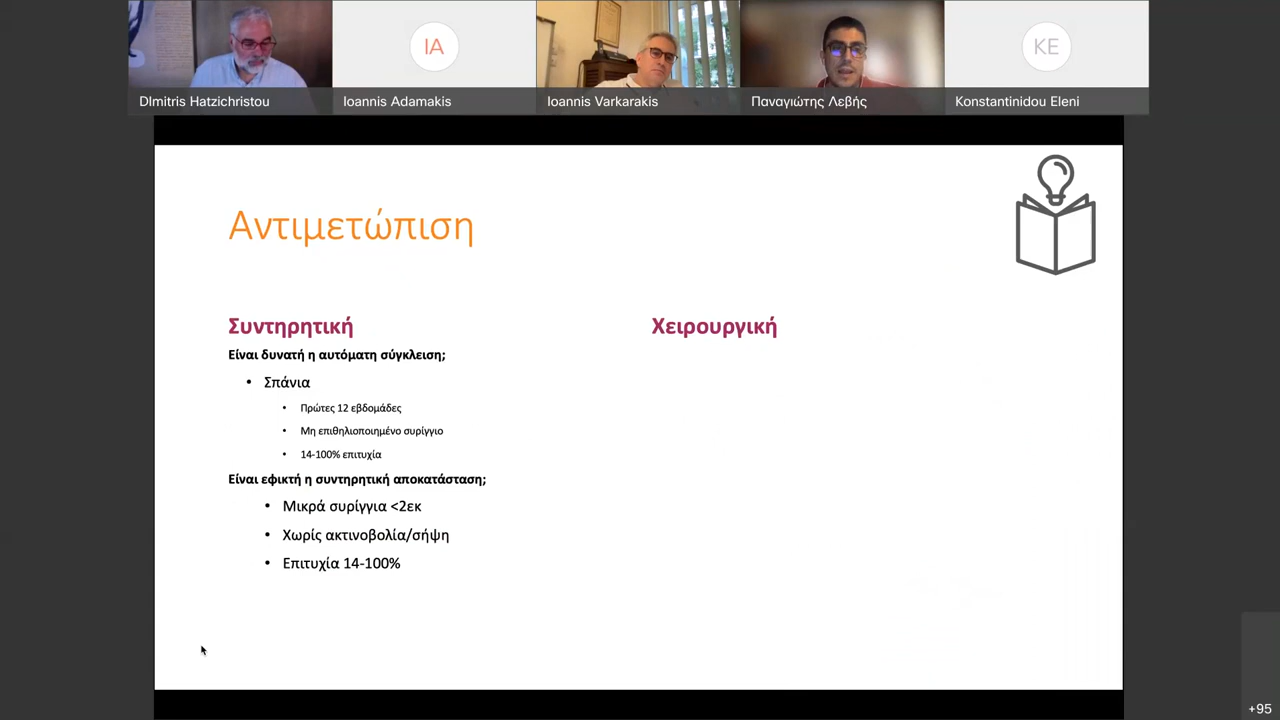 IA
KE
DImitris Hatzichristou
Ioannis Adamakis
Ioannis Varkarakis
Παναγιώτης Λεβής
Konstantinidou Eleni
Αντιμετώπιση
Συντηρητική
Είναι δυνατή η αυτόματη σύγκλειση;
• Σπάνια
• Πρώτες 12 εβδομάδες
• Μη επιθηλιοποιημένο συρίγγιο
• 14-100% επιτυχία
Είναι εφικτή η συντηρητική αποκατάσταση;
• Μικρά συρίγγια <2εκ
• Χωρίς ακτινοβολία/σήψη
• Επιτυχία 14-100%
Χειρουργική
+95